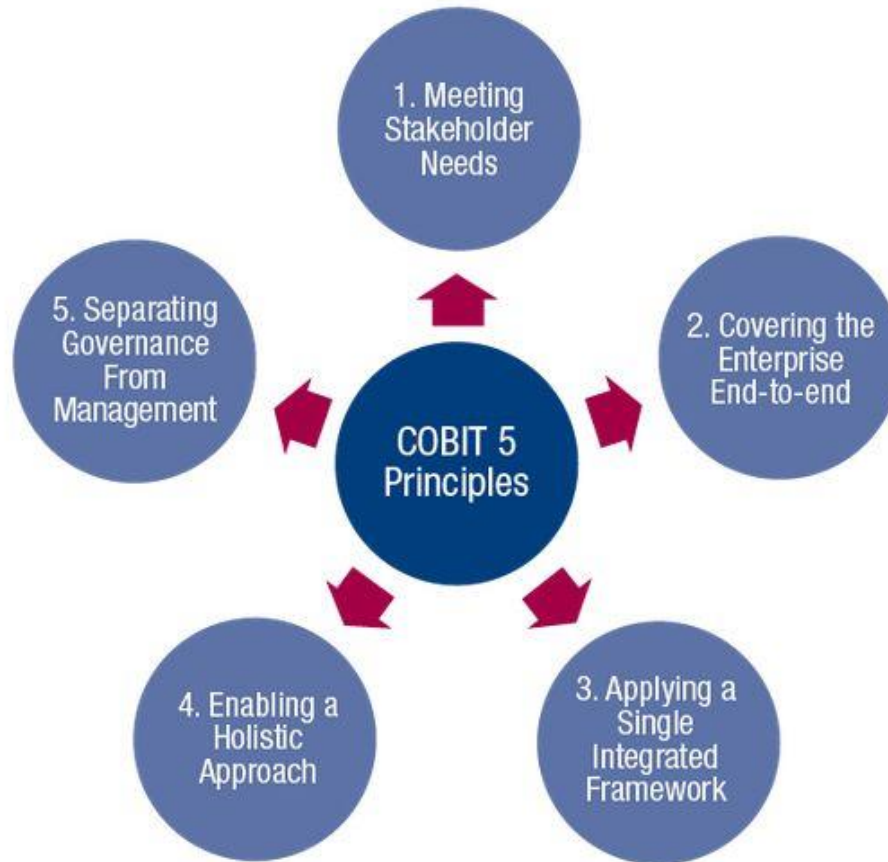 1. Meeting
Stakeholder
Needs
2. Covering the
Enterprise
End-to-end
3. Applying a
Single
Integrated
Framework
4. Enabling a
Holistic
Approach
5. Separating
Governance
From
Management
COBIT 5
Principles